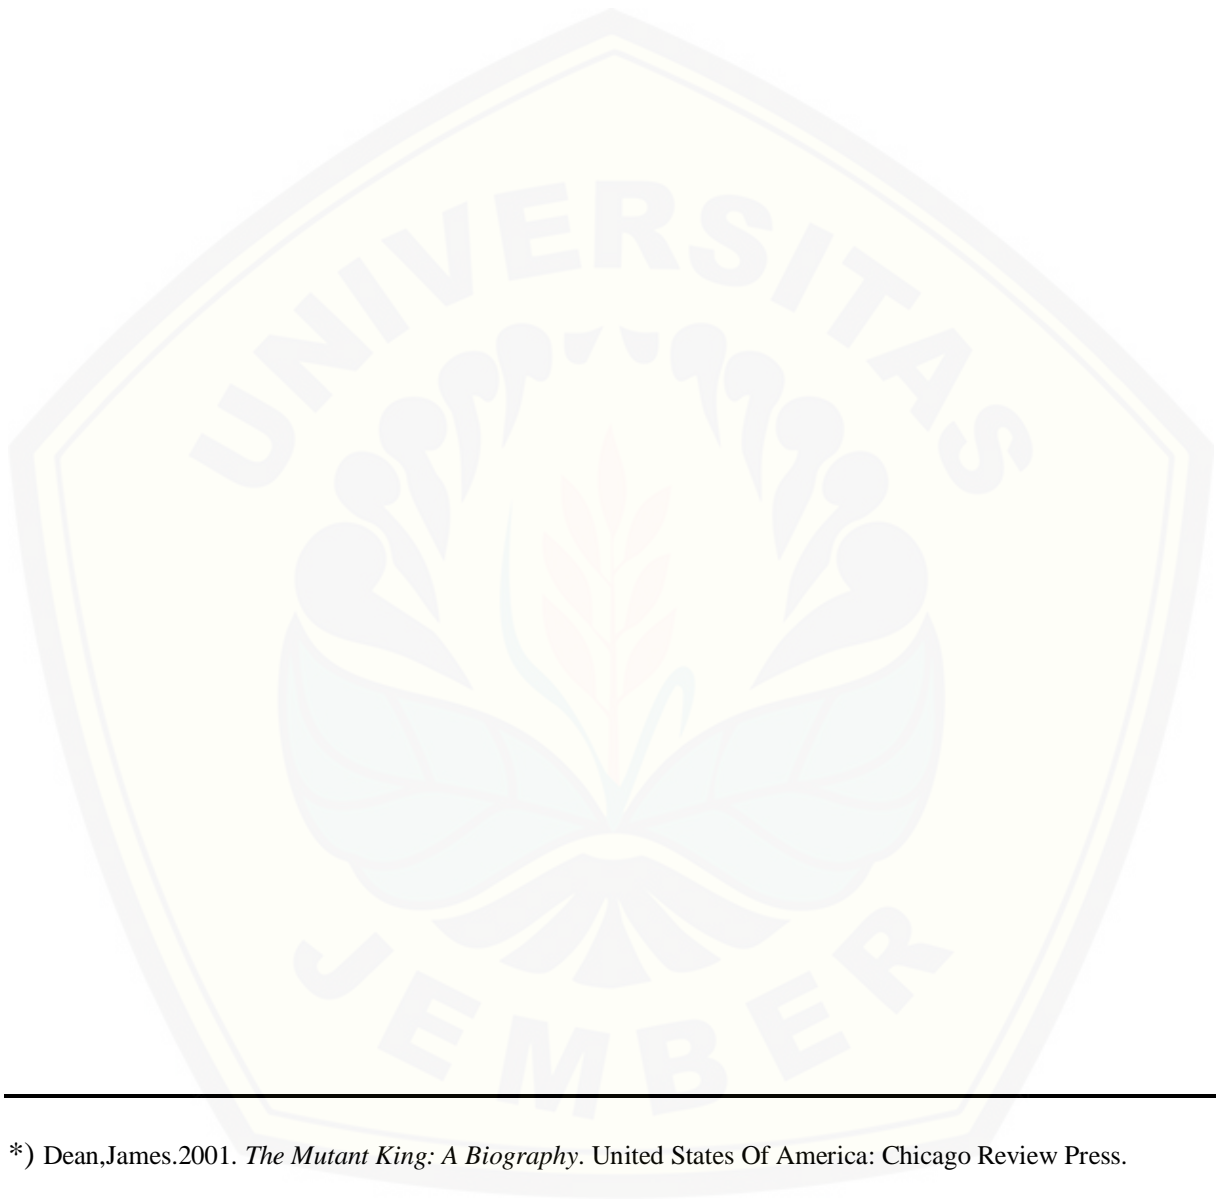 UNIVERSITAS
JEMBER
*) Dean,James.2001. The Mutant King: A Biography. United States Of America: Chicago Review Press.